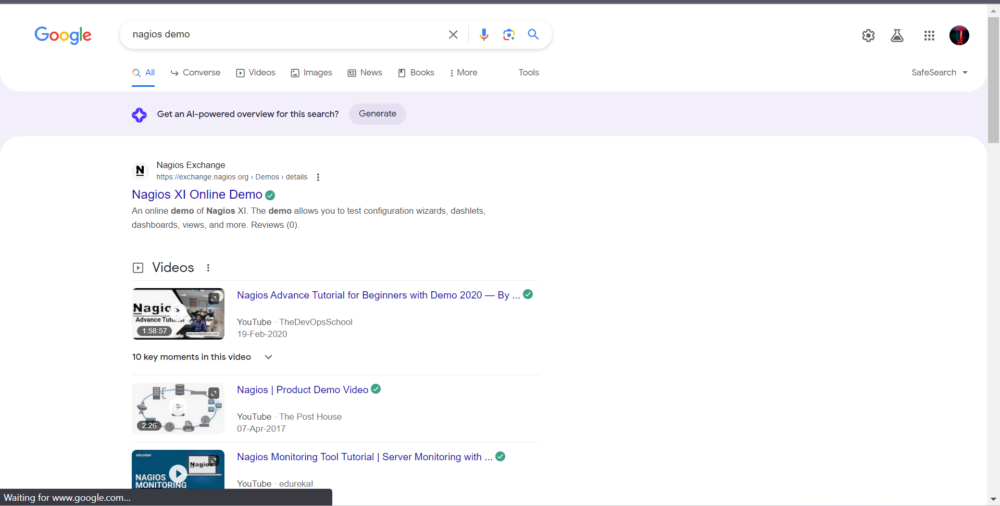 Google
nagios demo
All
Converse
Videos
Images
News
Books
More
Tools
SafeSearch
Get an AI-powered overview for this search?
Generate
N
Nagios Exchange
https://exchange.nagios.org › Demos › details
Nagios XI Online Demo
An online demo of Nagios XI. The demo allows you to test configuration wizards, dashlets,
dashboards, views, and more. Reviews (0).
Videos
Nagios
Advance Tutorial
www.DevOpsSchool.com
1:58:57
Nagios Advance Tutorial for Beginners with Demo 2020 — By ...
YouTube · TheDevOpsSchool
19-Feb-2020
10 key moments in this video
2:26
Nagios | Product Demo Video
YouTube · The Post House
07-Apr-2017
edureka!
Nagios
NAGIOS
MONITORING
Nagios Monitoring Tool Tutorial | Server Monitoring with ...
YouTube · edureka!
Waiting for www.google.com...